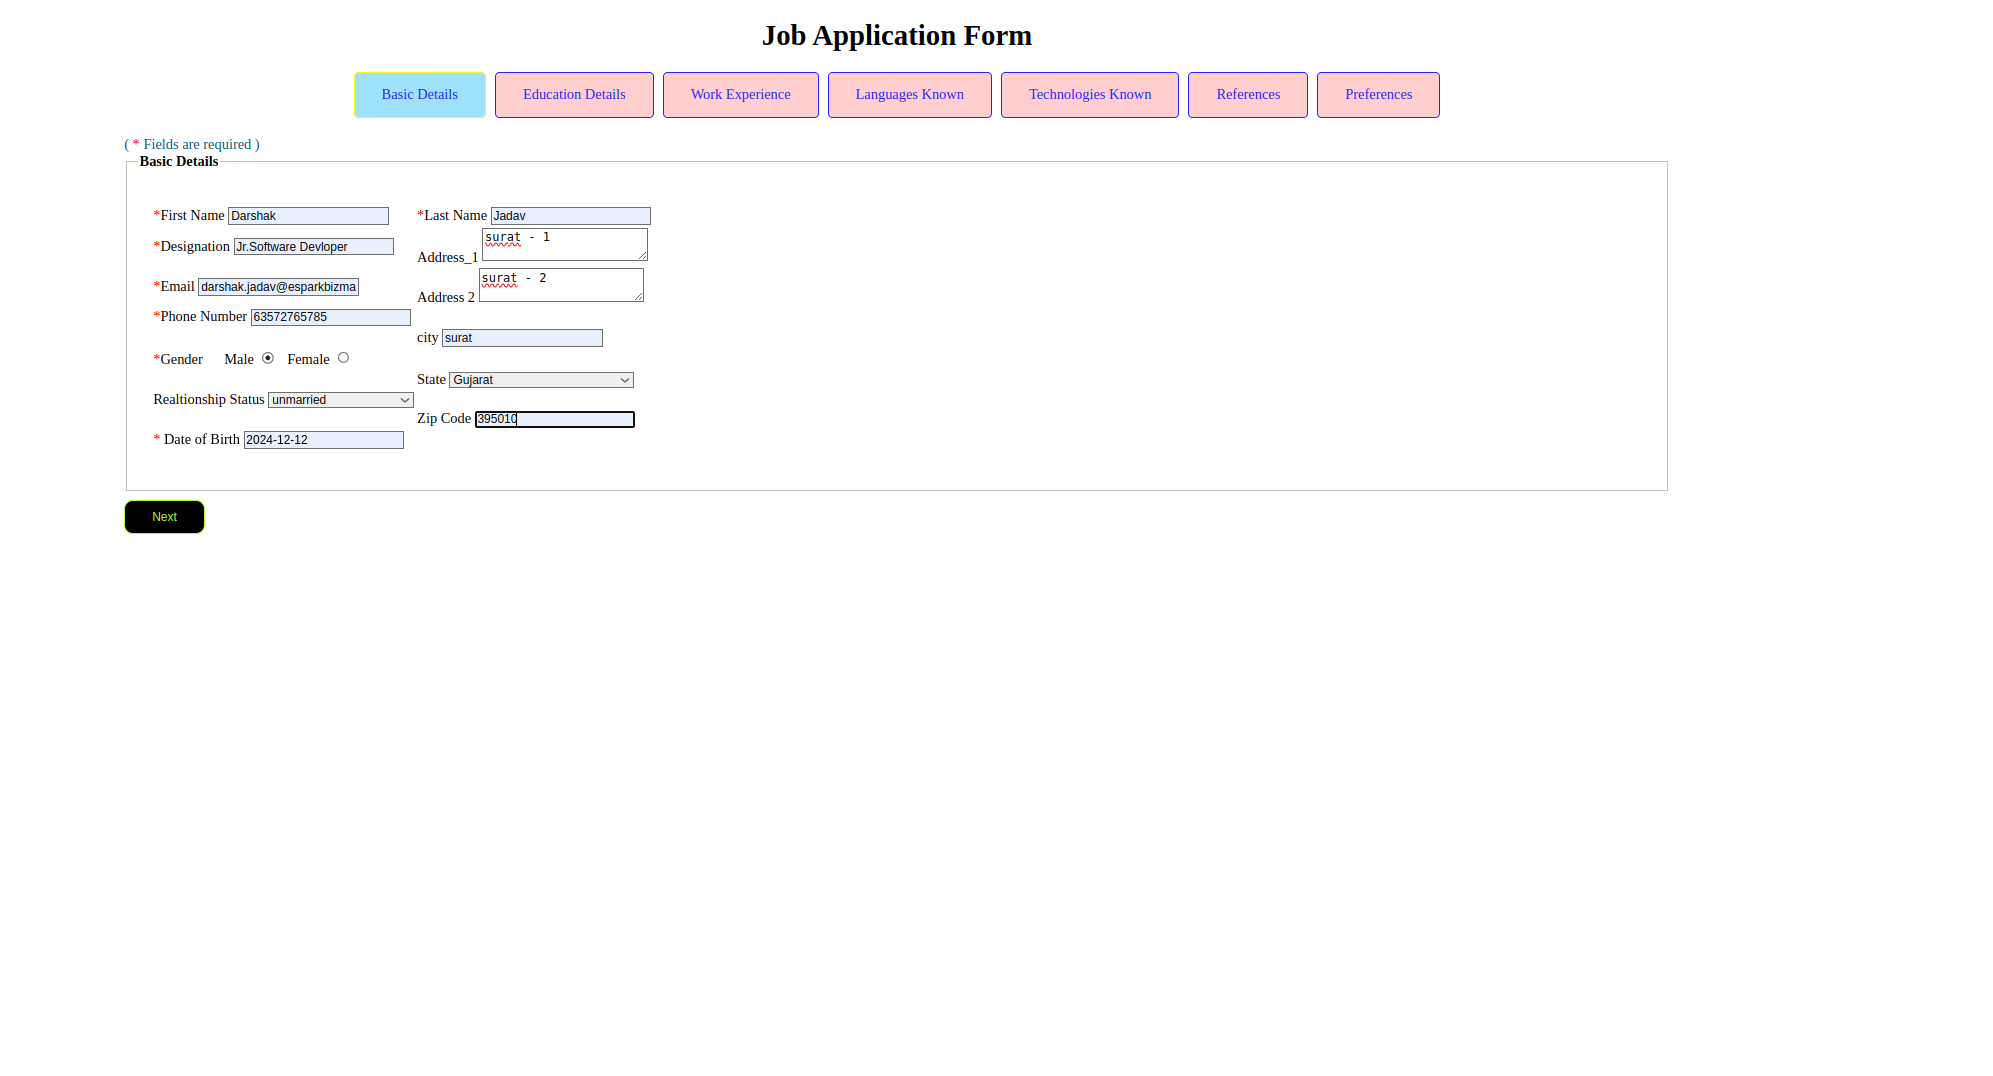 Job Application Form
Basic Details Education Details Work Experience Languages Known Technologies Known References Preferences
( * Fields are required )
Basic Details
*First Name Darshak
*Designation Jr.Software Devloper
*Email darshak.jadav@esparkbizma
*Phone Number 63572765785
*Gender Male Female
Realtionship Status unmarried
* Date of Birth 2024-12-12
*Last Name Jadav
Address_1 surat - 1
Address 2 surat - 2
city surat
State Gujarat
Zip Code 395010
Next